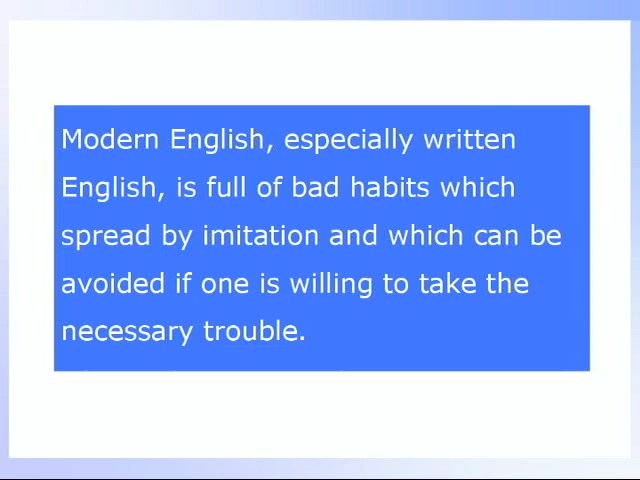 Modern English, especially written
English, is full of bad habits which
spread by imitation and which can be
avoided if one is willing to take the
necessary trouble.